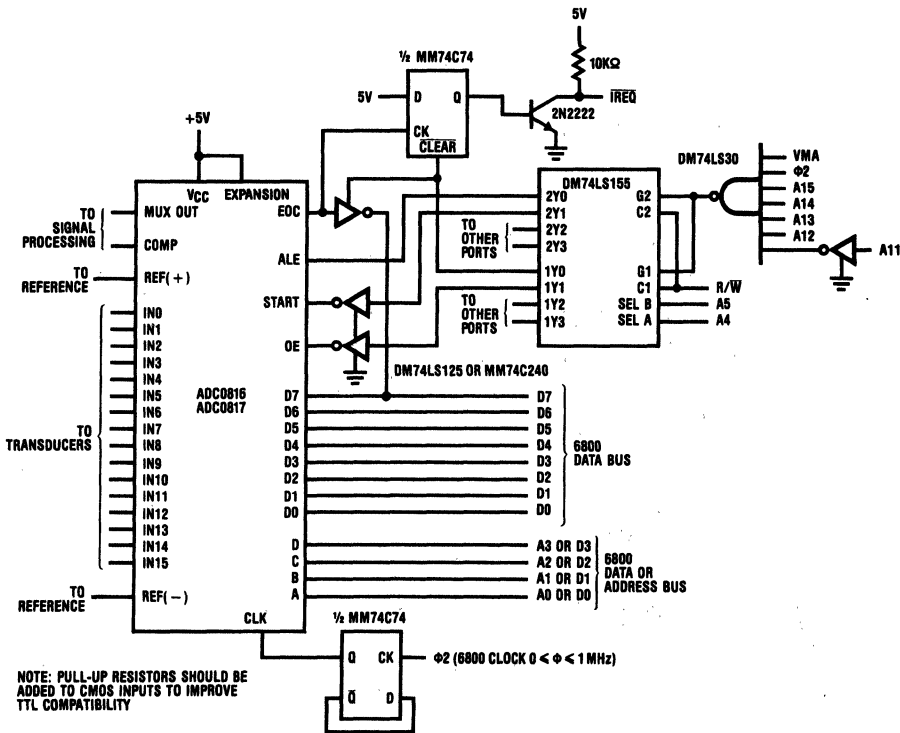 5V
10KΩ
½ MM74C74
5V
D
Q
IREQ
2N2222
CK
CLEAR
+5V
DM74LS30
VMA
Φ2
A15
A14
A13
A12
A11
DM74LS155
VCC
EXPANSION
TO
SIGNAL
PROCESSING
MUX OUT
COMP
EOC
ALE
START
OE
2Y0
2Y1
2Y2
2Y3
TO
OTHER
PORTS
1Y0
1Y1
1Y2
1Y3
TO
OTHER
PORTS
G2
C2
G1
C1
SEL B
SEL A
R/W
A5
A4
TO
REFERENCE
REF(+)
DM74LS125 OR MM74C240
ADC0816
ADC0817
TO
TRANSDUCERS
IN0
IN1
IN2
IN3
IN4
IN5
IN6
IN7
IN8
IN9
IN10
IN11
IN12
IN13
IN14
IN15
D7
D6
D5
D4
D3
D2
D1
D0
D7
D6
D5
D4
D3
D2
D1
D0
6800
DATA BUS
D
C
B
A
A3 OR D3
A2 OR D2
A1 OR D1
A0 OR D0
6800
DATA OR
ADDRESS BUS
TO
REFERENCE
REF(−)
CLK
½ MM74C74
Q
CK
Q
D
Φ2 (6800 CLOCK 0 ≤ Φ ≤ 1 MHz)
NOTE: PULL-UP RESISTORS SHOULD BE
ADDED TO CMOS INPUTS TO IMPROVE
TTL COMPATIBILITY